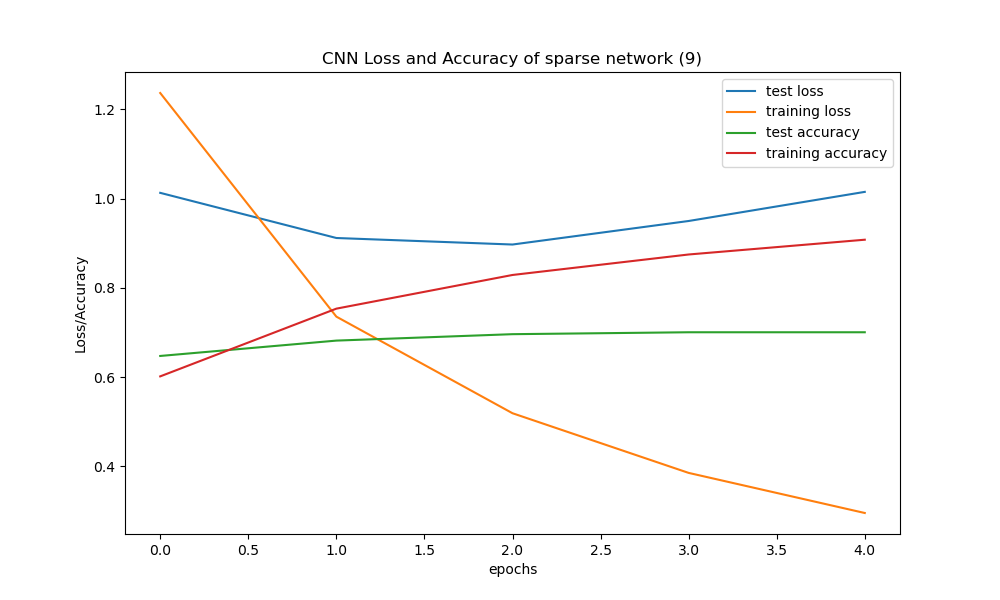 CNN Loss and Accuracy of sparse network (9)
test loss
training loss
test accuracy
training accuracy
Loss/Accuracy
1.2
1.0
0.8
0.6
0.4
0.0 0.5 1.0 1.5 2.0 2.5 3.0 3.5 4.0
epochs